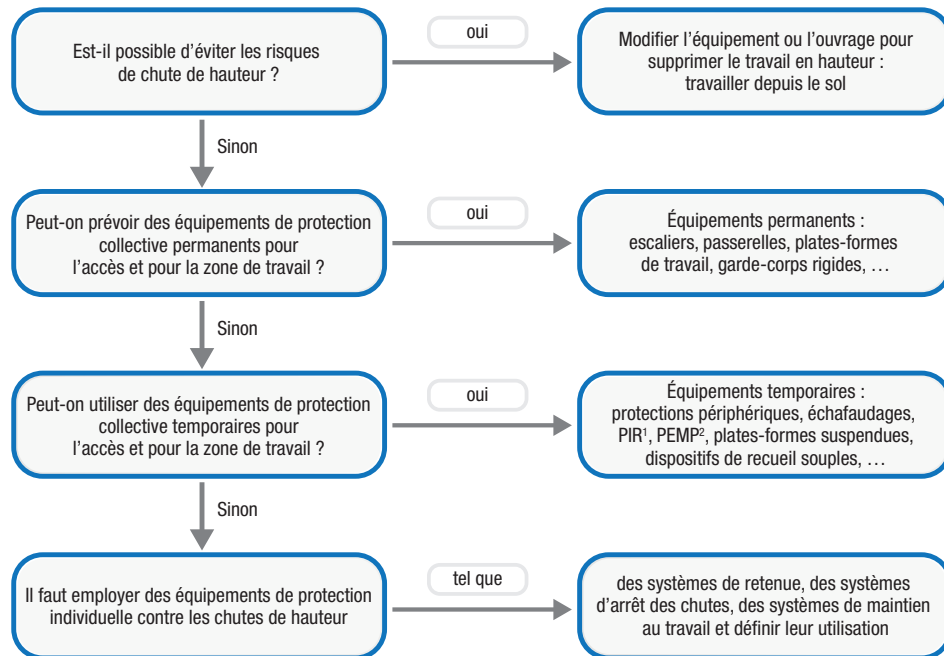 Est-il possible d'éviter les risques
de chute de hauteur ?
oui
Modifier l'équipement ou l'ouvrage pour
supprimer le travail en hauteur :
travailler depuis le sol
Sinon
Peut-on prévoir des équipements de protection
collective permanents pour
l'accès et pour la zone de travail ?
oui
Équipements permanents :
escaliers, passerelles, plates-formes
de travail, garde-corps rigides, …
Sinon
Peut-on utiliser des équipements de protection
collective temporaires pour
l'accès et pour la zone de travail ?
oui
Équipements temporaires :
protections périphériques, échafaudages,
PIR¹, PEMP², plates-formes suspendues,
dispositifs de recueil souples, …
Sinon
Il faut employer des équipements de protection
individuelle contre les chutes de hauteur
tel que
des systèmes de retenue, des systèmes
d'arrêt des chutes, des systèmes de maintien
au travail et définir leur utilisation